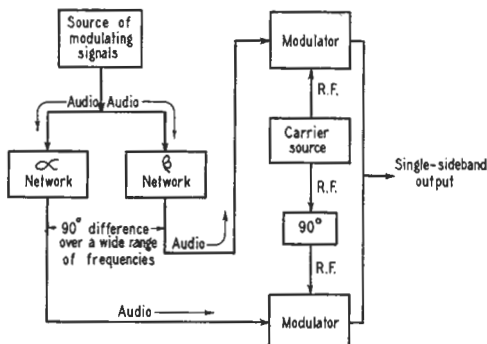 Source of
modulating
signals
Audio Audio
∝
Network
β
Network
90° difference
over a wide range
of frequencies
Audio
Audio
Modulator
R.F.
Carrier
source
R.F.
90°
R.F.
Modulator
Single-sideband
output